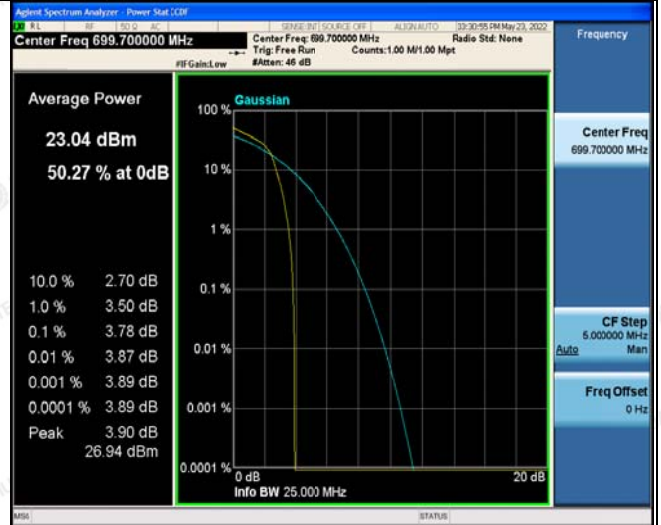 Agilent Spectrum Analyzer - Power Stat CCDF
RL RF 50 Ω AC SENSE:INT SOURCE OFF ALIGN AUTO 03:30:55 PM May 23, 2022
Center Freq 699.700000 MHz
Center Freq: 699.700000 MHz Radio Std: None
Trig: Free Run Counts:1.00 M/1.00 Mpt
#IFGain:Low #Atten: 46 dB
Frequency
Average Power
23.04 dBm
50.27 % at 0dB
10.0 % 2.70 dB
1.0 % 3.50 dB
0.1 % 3.78 dB
0.01 % 3.87 dB
0.001 % 3.89 dB
0.0001 % 3.89 dB
Peak 3.90 dB
26.94 dBm
Gaussian
100 %
10 %
1 %
0.1 %
0.01 %
0.001 %
0.0001 %
0 dB 20 dB
Info BW 25.000 MHz
Center Freq
699.700000 MHz
CF Step
5.000000 MHz
Auto Man
Freq Offset
0 Hz
MSG STATUS